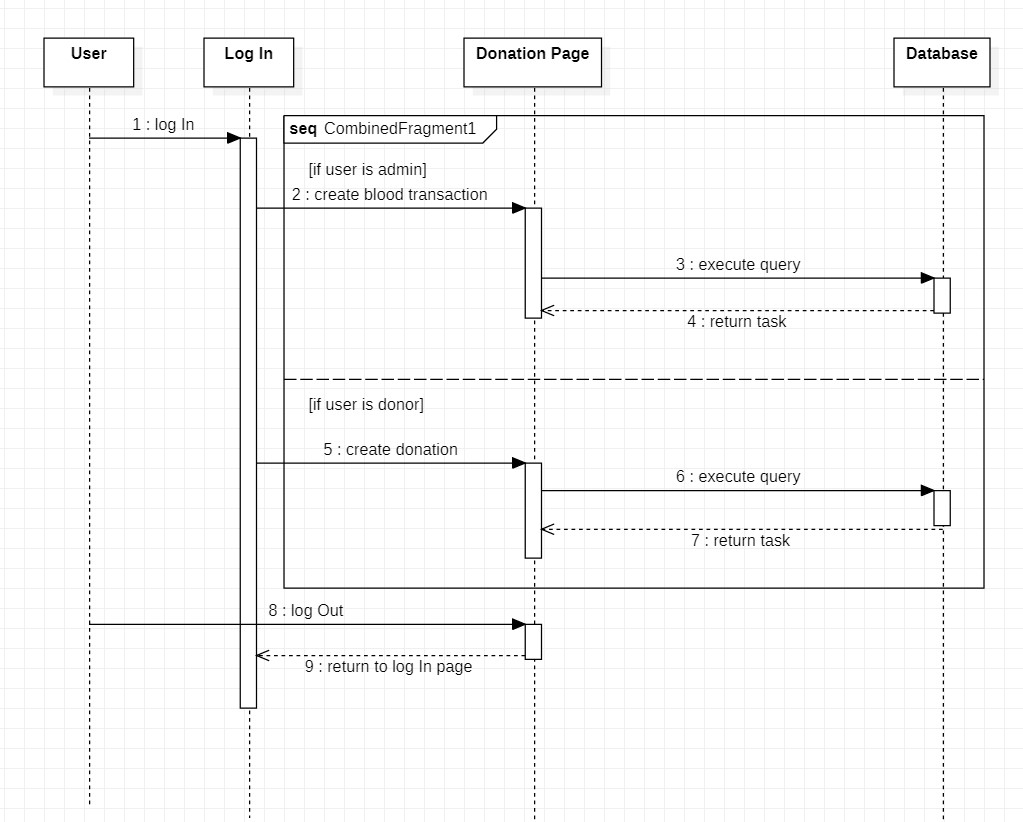 User
Log In
Donation Page
Database
1 : log In
seq CombinedFragment1
[if user is admin]
2 : create blood transaction
3 : execute query
4 : return task
[if user is donor]
5 : create donation
6 : execute query
7 : return task
8 : log Out
9 : return to log In page